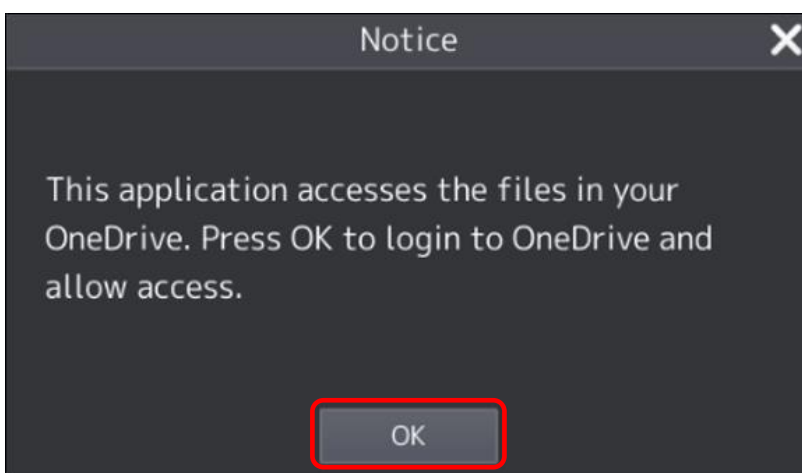 Notice
This application accesses the files in your
OneDrive. Press OK to login to OneDrive and
allow access.
OK